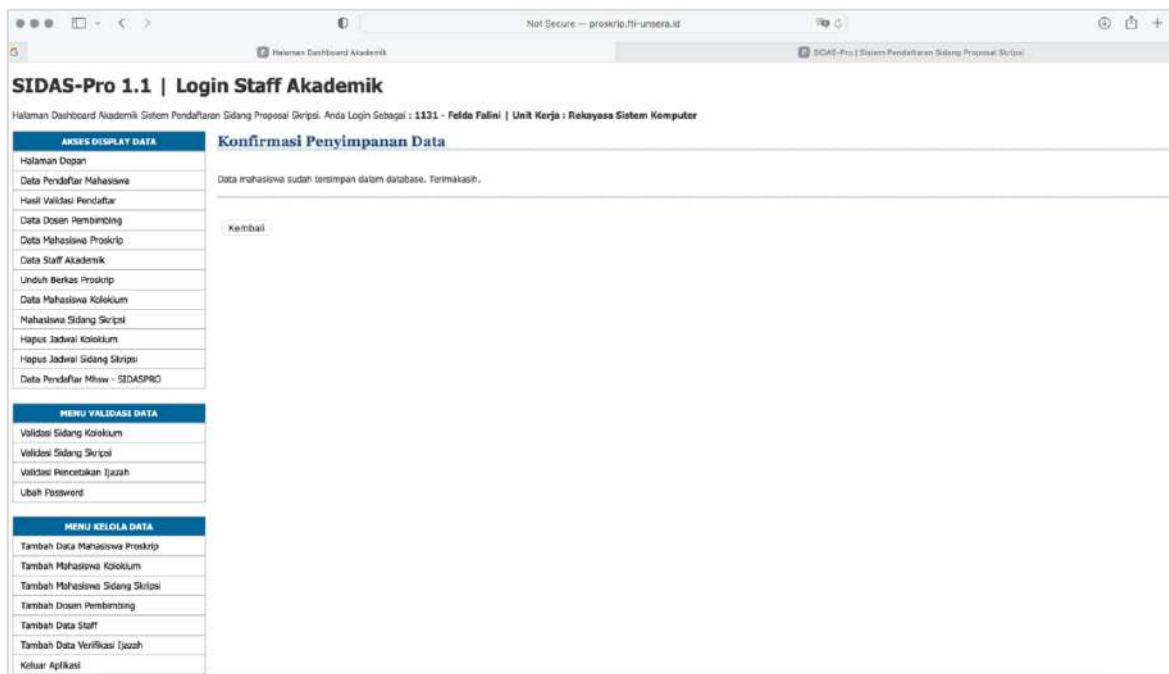 Not Secure — proskrip.fti-unsera.id
Halaman Dashboard Akademik
SIDAS-Pro | Sistem Pendaftaran Sidang Proposal Skripsi
SIDAS-Pro 1.1 | Login Staff Akademik
Halaman Dashboard Akademik Sistem Pendaftaran Sidang Proposal Skripsi. Anda Login Sebagai : 1131 - Felda Falini | Unit Kerja : Rekayasa Sistem Komputer
AKSES DISPLAY DATA
Halaman Depan
Data Pendaftar Mahasiswa
Hasil Validasi Pendaftar
Data Dosen Pembimbing
Data Mahasiswa Proskrip
Data Staff Akademik
Unduh Berkas Proskrip
Data Mahasiswa Kolokium
Mahasiswa Sidang Skripsi
Hapus Jadwal Kolokium
Hapus Jadwal Sidang Skripsi
Data Pendaftar Mhsw - SIDASPRO
MENU VALIDASI DATA
Validasi Sidang Kolokium
Validasi Sidang Skripsi
Validasi Pencetakan Ijazah
Ubah Password
MENU KELOLA DATA
Tambah Data Mahasiswa Proskrip
Tambah Mahasiswa Kolokium
Tambah Mahasiswa Sidang Skripsi
Tambah Dosen Pembimbing
Tambah Data Staff
Tambah Data Verifikasi Ijazah
Keluar Aplikasi
Konfirmasi Penyimpanan Data
Data mahasiswa sudah tersimpan dalam database. Terimakasih.
Kembali